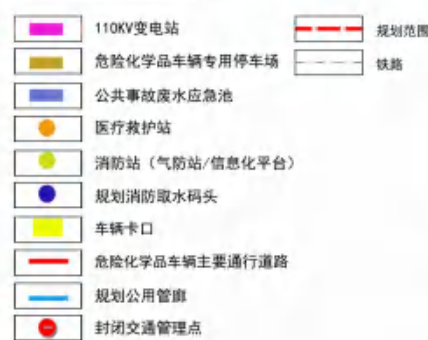 110KV变电站
规划范围
危险化学品车辆专用停车场
铁路
公共事故废水应急池
医疗救护站
消防站（气防站/信息化平台）
规划消防取水码头
车辆卡口
危险化学品车辆主要通行道路
规划公用管廊
封闭交通管理点